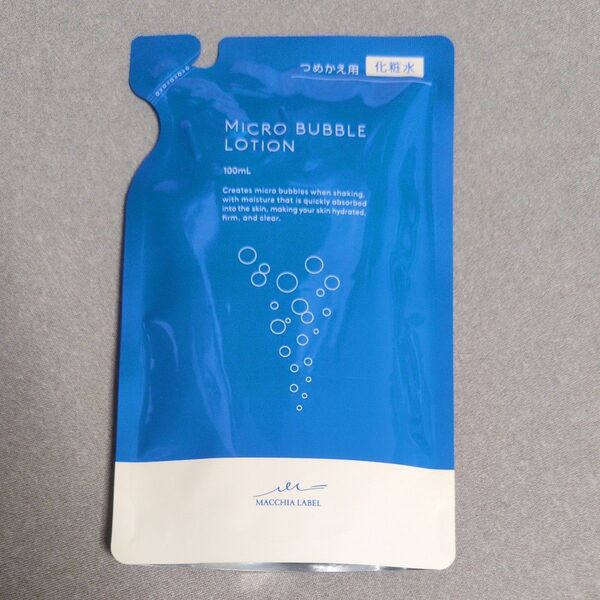 つめかえ用 化粧水
MICRO BUBBLE
LOTION
100mL
Creates micro bubbles when shaking,
with moisture that is quickly absorbed
into the skin, making your skin hydrated,
firm, and clear.
MACCHIA LABEL